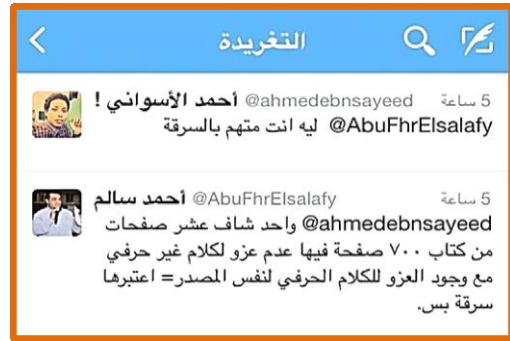 التغريدة
أحمد الأسواني ! @ahmedebnsayeed 5 ساعة
@AbuFhrElsalafy ليه انت متهم بالسرقة
أحمد سالم @AbuFhrElsalafy 5 ساعة
@ahmedebnsayeed واحد شاف عشر صفحات
من كتاب ٧٠٠ صفحة فيها عدم عزو لكلام غير حرفي
مع وجود العزو للكلام الحرفي لنفس المصدر= اعتبرها
سرقة بس.